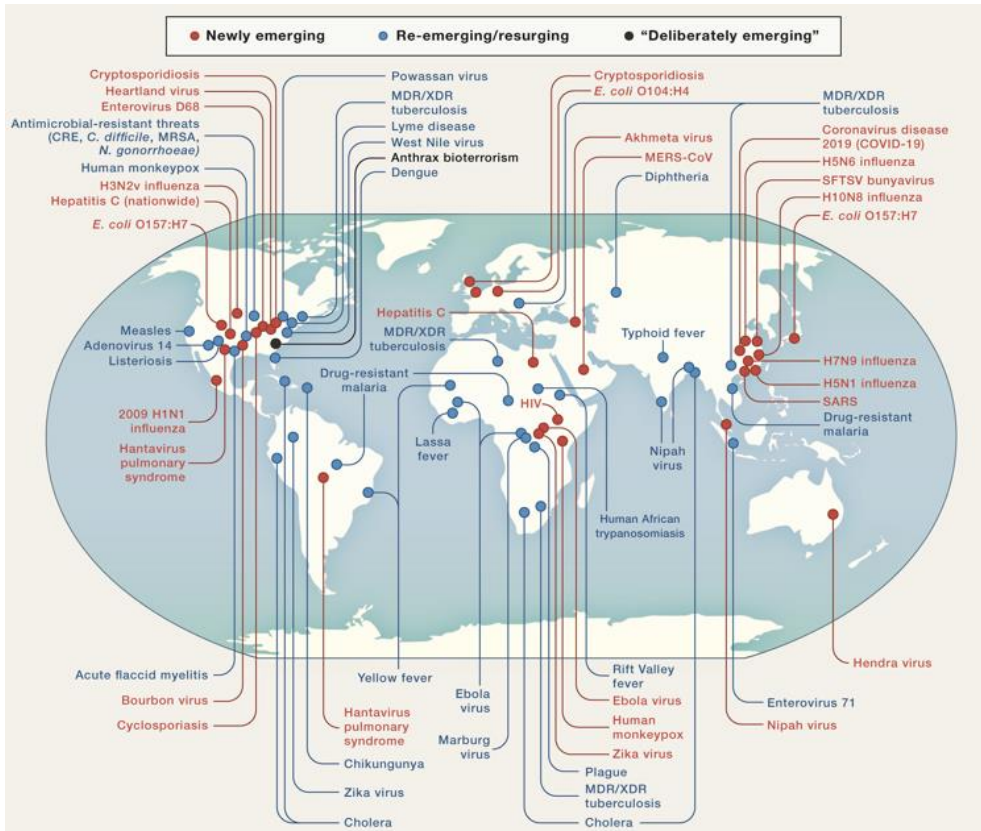 Newly emerging
Re-emerging/resurging
“Deliberately emerging”
Cryptosporidiosis
Heartland virus
Enterovirus D68
Antimicrobial-resistant threats
(CRE, C. difficile, MRSA,
N. gonorrhoeae)
Human monkeypox
H3N2v influenza
Hepatitis C (nationwide)
E. coli O157:H7
Powassan virus
MDR/XDR
tuberculosis
Lyme disease
West Nile virus
Anthrax bioterrorism
Dengue
Cryptosporidiosis
E. coli O104:H4
Akhmeta virus
MERS-CoV
Diphtheria
MDR/XDR
tuberculosis
Coronavirus disease
2019 (COVID-19)
H5N6 influenza
SFTSV bunyavirus
H10N8 influenza
E. coli O157:H7
Measles
Adenovirus 14
Listeriosis
2009 H1N1
influenza
Hantavirus
pulmonary
syndrome
Hepatitis C
MDR/XDR
tuberculosis
Drug-resistant
malaria
HIV
Lassa
fever
Typhoid fever
Nipah
virus
Human African
trypanosomiasis
H7N9 influenza
H5N1 influenza
SARS
Drug-resistant
malaria
Acute flaccid myelitis
Bourbon virus
Cyclosporiasis
Hantavirus
pulmonary
syndrome
Chikungunya
Zika virus
Cholera
Yellow fever
Ebola
virus
Marburg
virus
Rift Valley
fever
Ebola virus
Human
monkeypox
Zika virus
Plague
MDR/XDR
tuberculosis
Cholera
Hendra virus
Enterovirus 71
Nipah virus